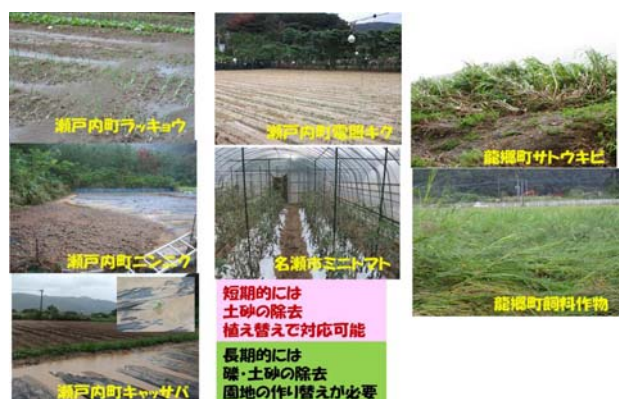 瀬戸内町ラッキョウ
瀬戸内町電照キク
龍郷町サトウキビ
瀬戸内町ニンニク
名瀬市ミニトマト
龍郷町飼料作物
瀬戸内町キャッサバ
短期的には
土砂の除去
植え替えで対応可能
長期的には
礫・土砂の除去
園地の作り替えが必要